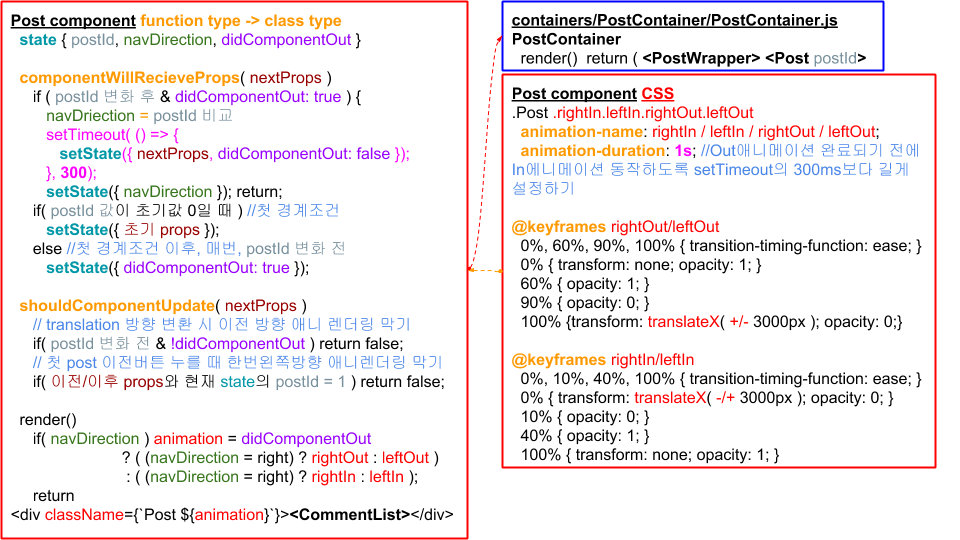 Post component function type -> class type
state { postId, navDirection, didComponentOut }
componentWillRecieveProps( nextProps )
if ( postId 변화 후 & didComponentOut: true ) {
navDriection = postId 비교
setTimeout( () => {
setState({ nextProps, didComponentOut: false });
}, 300);
setState({ navDirection }); return;
if( postId 값이 초기값 0일 때 ) //첫 경계조건
setState({ 초기 props });
else //첫 경계조건 이후, 매번, postId 변화 전
setState({ didComponentOut: true });
shouldComponentUpdate( nextProps )
// translation 방향 변환 시 이전 방향 애니 렌더링 막기
if( postId 변화 전 & !didComponentOut ) return false;
// 첫 post 이전버튼 누를 때 한번왼쪽방향 애니렌더링 막기
if( 이전/이후 props와 현재 state의 postId = 1 ) return false;
render()
if( navDirection ) animation = didComponentOut
? ( (navDirection = right) ? rightOut : leftOut )
: ( (navDirection = right) ? rightIn : leftIn );
return
<div className={`Post ${animation}`}><CommentList></div>
containers/PostContainer/PostContainer.js
PostContainer
render() return ( <PostWrapper> <Post postId>
Post component CSS
.Post .rightIn.leftIn.rightOut.leftOut
animation-name: rightIn / leftIn / rightOut / leftOut;
animation-duration: 1s; //Out애니메이션 완료되기 전에
In에니메이션 동작하도록 setTimeout의 300ms보다 길게
설정하기
@keyframes rightOut/leftOut
0%, 60%, 90%, 100% { transition-timing-function: ease; }
0% { transform: none; opacity: 1; }
60% { opacity: 1; }
90% { opacity: 0; }
100% {transform: translateX( +/- 3000px ); opacity: 0;}
@keyframes rightIn/leftIn
0%, 10%, 40%, 100% { transition-timing-function: ease; }
0% { transform: translateX( -/+ 3000px ); opacity: 0; }
10% { opacity: 0; }
40% { opacity: 1; }
100% { transform: none; opacity: 1; }